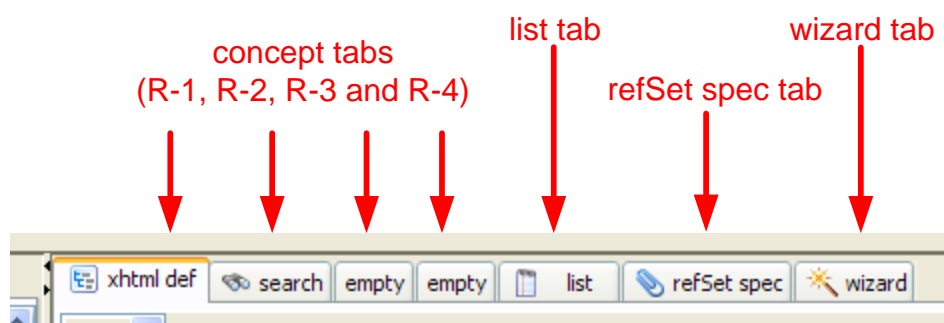 list tab
wizard tab
concept tabs
(R-1, R-2, R-3 and R-4)
refSet spec tab
xhtml def
search
empty
empty
list
refSet spec
wizard